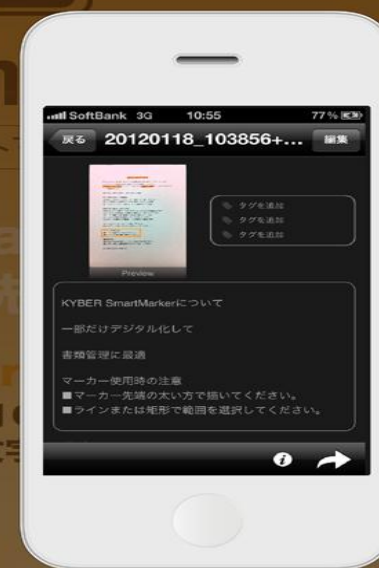 SoftBank 3G 10:55 77%
戻る 20120118_103856+... 編集
タグを追加
タグを追加
タグを追加
Preview
KYBER SmartMarkerについて
一部だけデジタル化して
書類管理に最適
マーカー使用時の注意
■マーカー先端の太い方で描いてください。
■ラインまたは矩形で範囲を選択してください。